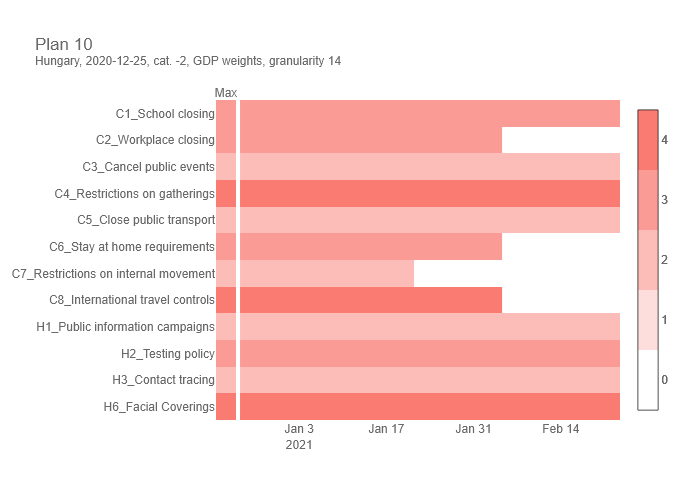 Plan 10
Hungary, 2020-12-25, cat. -2, GDP weights, granularity 14
Max
C1_School closing
C2_Workplace closing
C3_Cancel public events
C4_Restrictions on gatherings
C5_Close public transport
C6_Stay at home requirements
C7_Restrictions on internal movement
C8_International travel controls
H1_Public information campaigns
H2_Testing policy
H3_Contact tracing
H6_Facial Coverings
Jan 3 Jan 17 Jan 31 Feb 14
2021
4
3
2
1
0